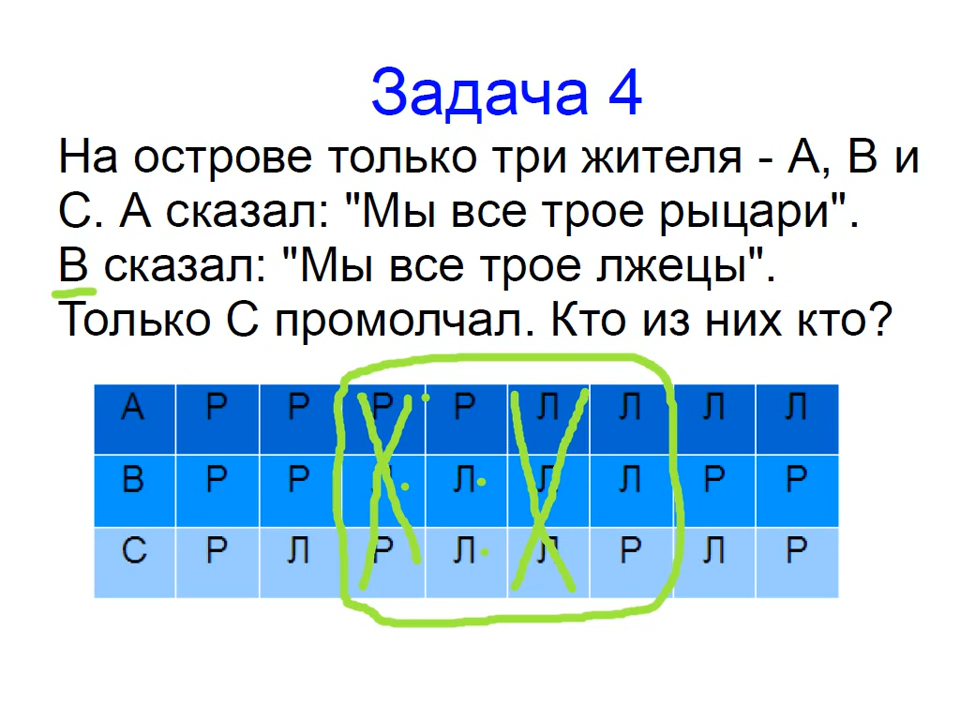 Задача 4
На острове только три жителя - А, В и
С. А сказал: "Мы все трое рыцари".
В сказал: "Мы все трое лжецы".
Только С промолчал. Кто из них кто?
А Р Р Р Р Л Л Л Л
В Р Р Л Л Л Р Р
С Р Л Р Л Л Р Л Р